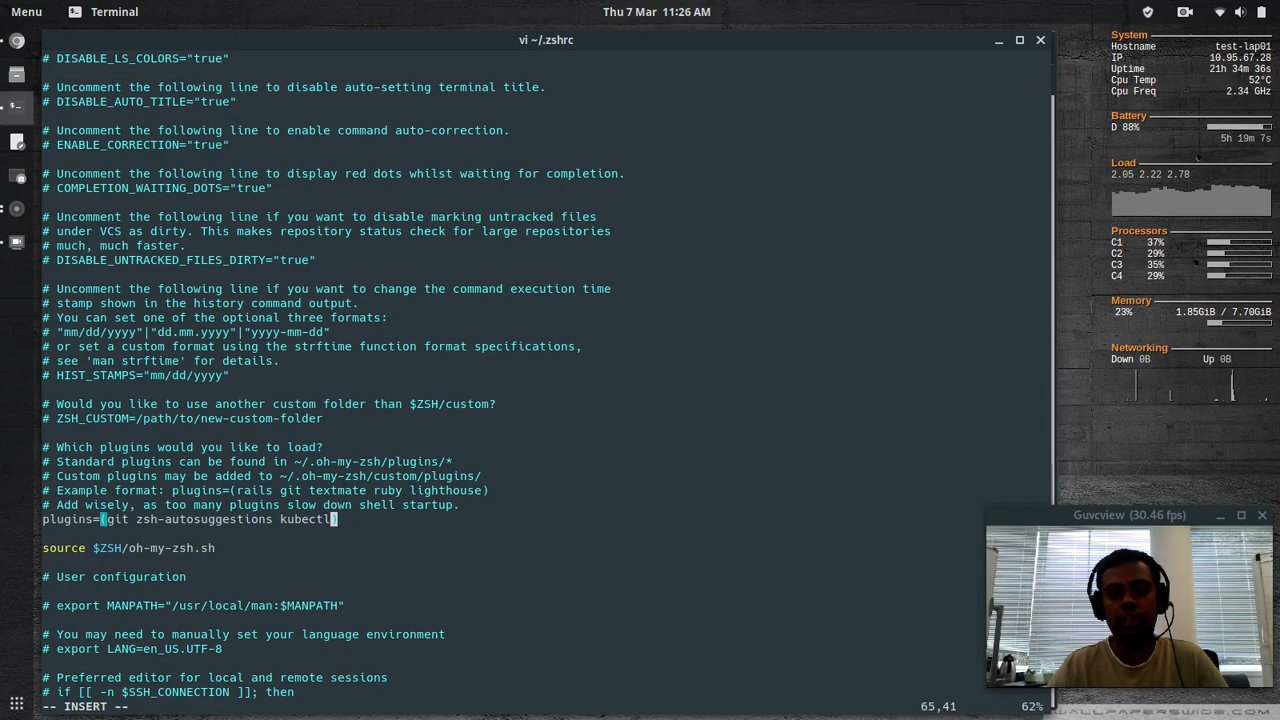 Menu
Terminal
Thu 7 Mar 11:26 AM
vi ~/.zshrc
# DISABLE_LS_COLORS="true"
# Uncomment the following line to disable auto-setting terminal title.
# DISABLE_AUTO_TITLE="true"
# Uncomment the following line to enable command auto-correction.
# ENABLE_CORRECTION="true"
# Uncomment the following line to display red dots whilst waiting for completion.
# COMPLETION_WAITING_DOTS="true"
# Uncomment the following line if you want to disable marking untracked files
# under VCS as dirty. This makes repository status check for large repositories
# much, much faster.
# DISABLE_UNTRACKED_FILES_DIRTY="true"
# Uncomment the following line if you want to change the command execution time
# stamp shown in the history command output.
# You can set one of the optional three formats:
# "mm/dd/yyyy"|"dd.mm.yyyy"|"yyyy-mm-dd"
# or set a custom format using the strftime function format specifications,
# see 'man strftime' for details.
# HIST_STAMPS="mm/dd/yyyy"
# Would you like to use another custom folder than $ZSH/custom?
# ZSH_CUSTOM=/path/to/new-custom-folder
# Which plugins would you like to load?
# Standard plugins can be found in ~/.oh-my-zsh/plugins/*
# Custom plugins may be added to ~/.oh-my-zsh/custom/plugins/
# Example format: plugins=(rails git textmate ruby lighthouse)
# Add wisely, as too many plugins slow down shell startup.
plugins=(git zsh-autosuggestions kubectl)
source $ZSH/oh-my-zsh.sh
# User configuration
# export MANPATH="/usr/local/man:$MANPATH"
# You may need to manually set your language environment
# export LANG=en_US.UTF-8
# Preferred editor for local and remote sessions
# if [[ -n $SSH_CONNECTION ]]; then
-- INSERT --
65,41
62%
System
Hostname test-lap01
IP 10.95.67.28
Uptime 21h 34m 36s
Cpu Temp 52°C
Cpu Freq 2.34 GHz
Battery
D 88%
5h 19m 7s
Load
2.05 2.22 2.78
Processors
C1 37%
C2 29%
C3 35%
C4 29%
Memory
23% 1.85GiB / 7.70GiB
Networking
Down 0B Up 0B
Guvcview (30.46 fps)
WALLPAPERSWIDE.COM